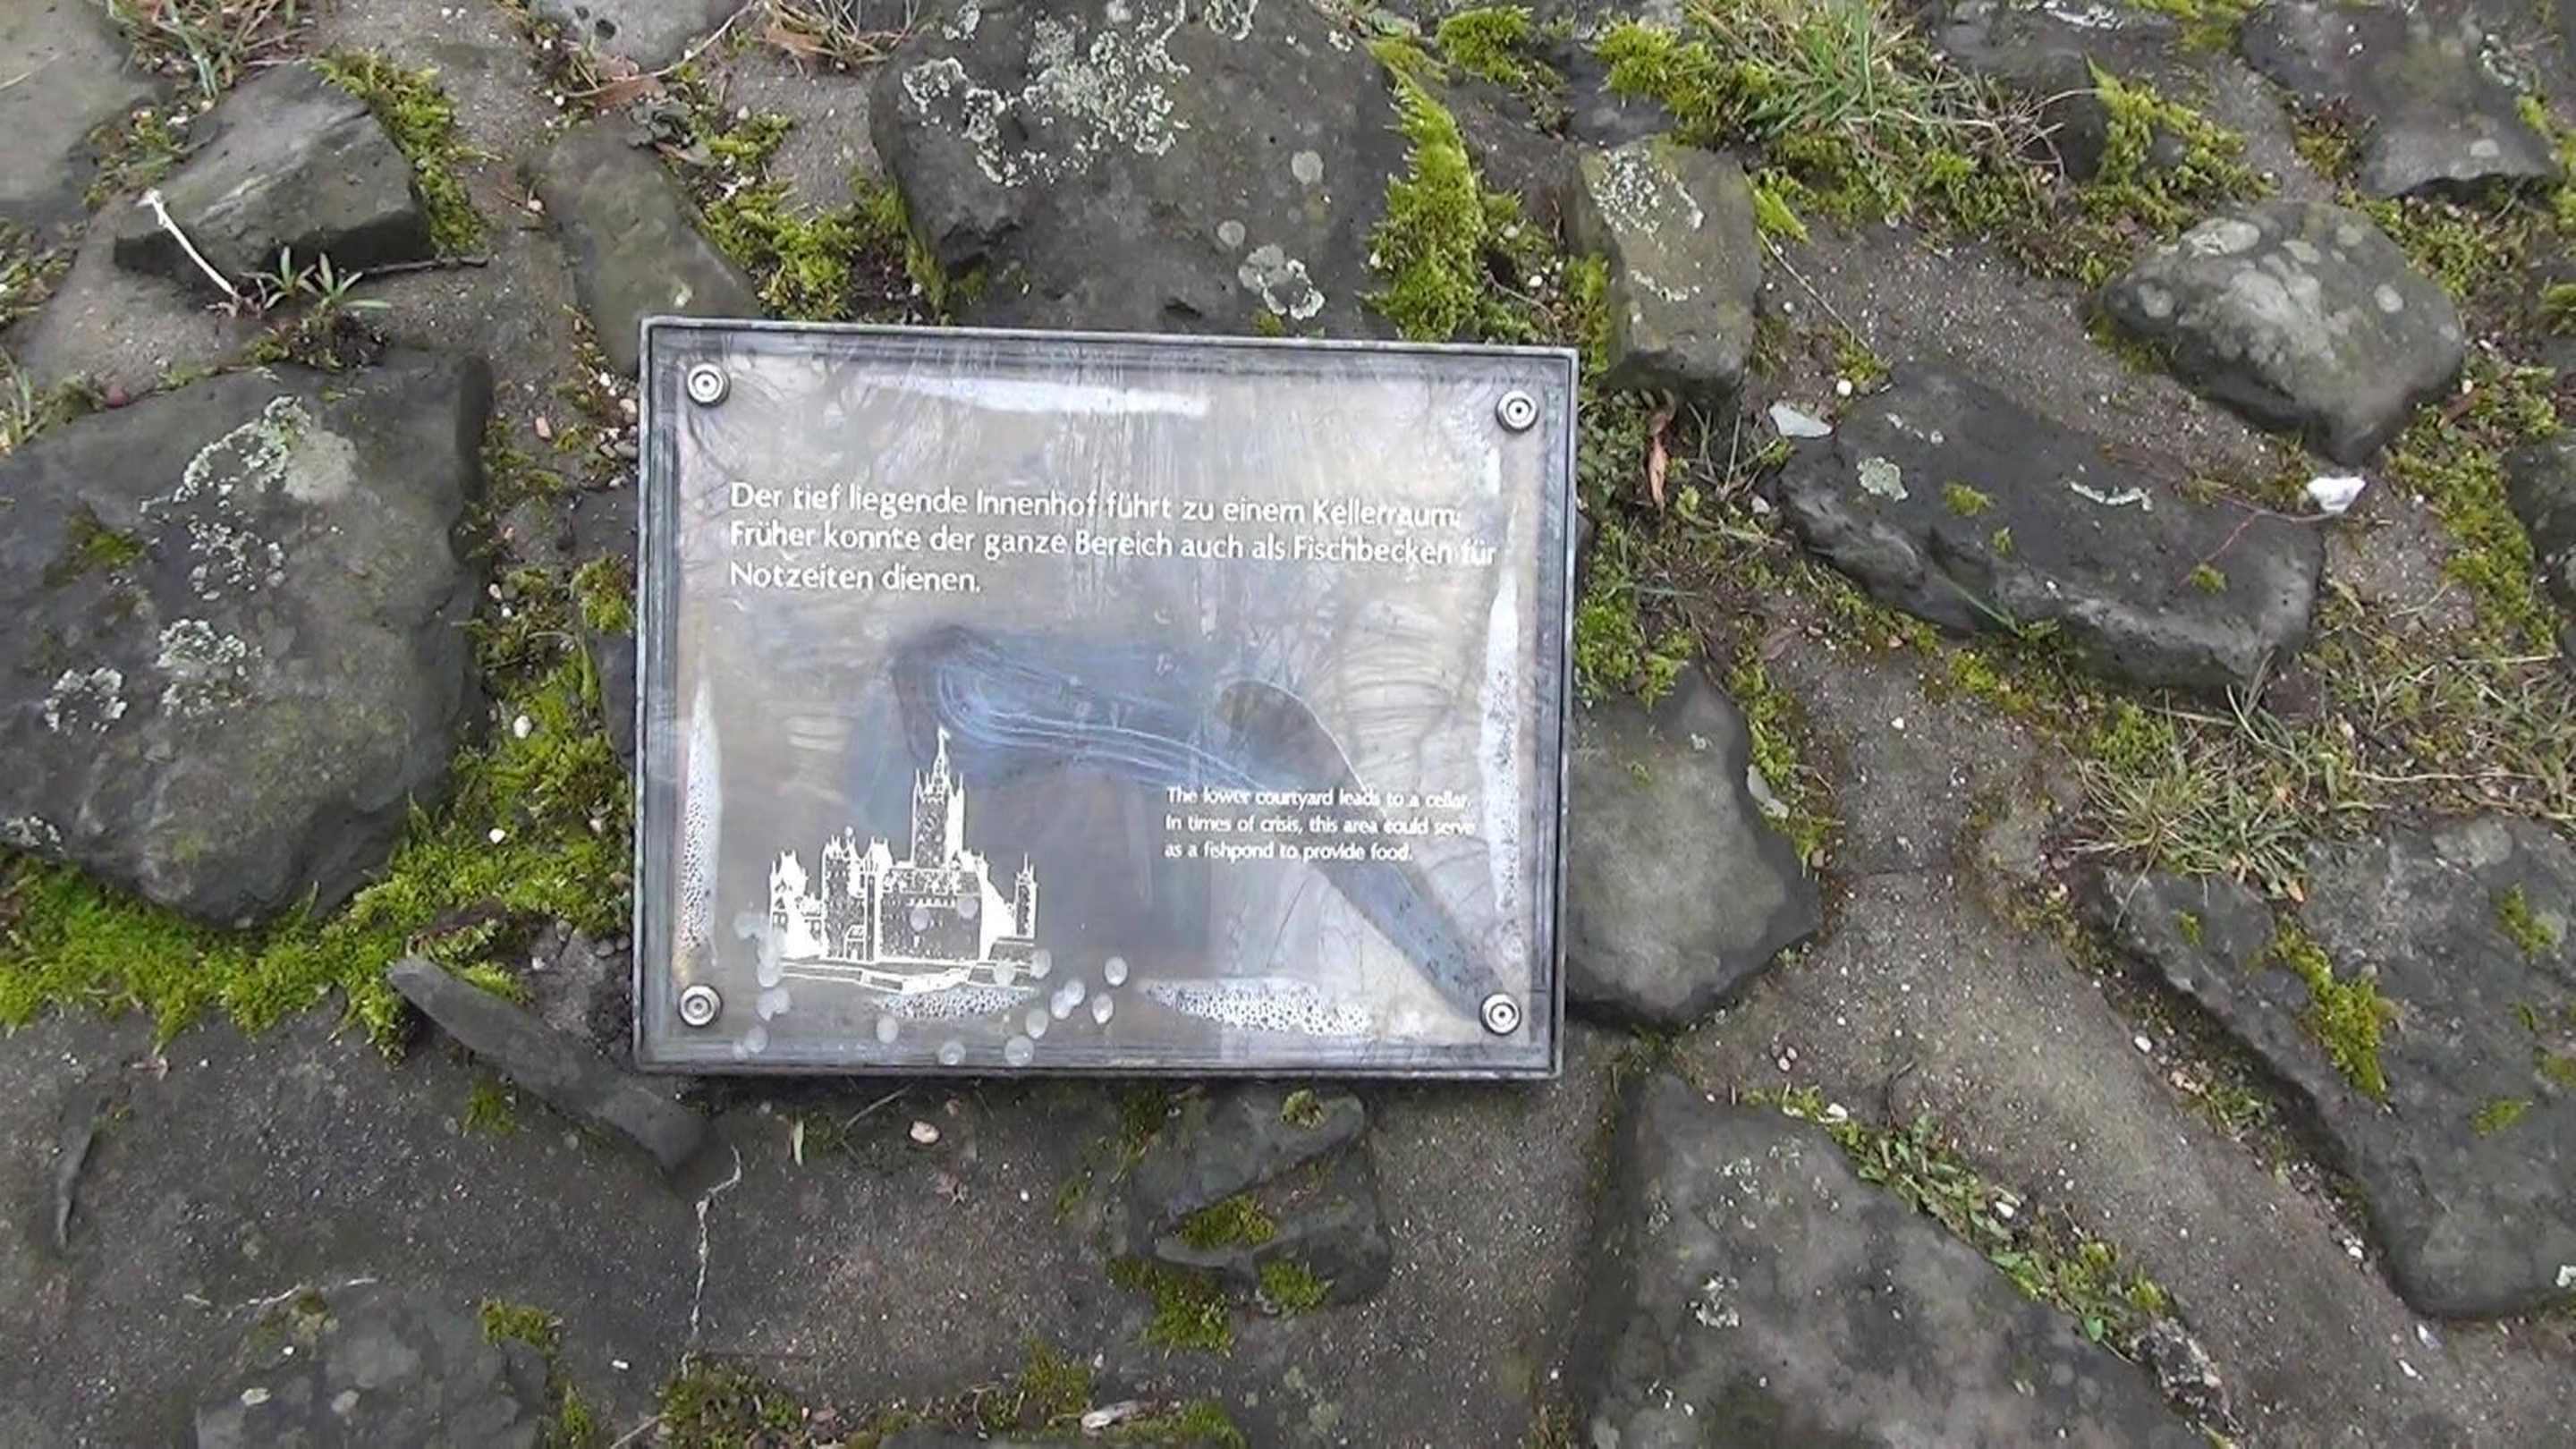 Der tief liegende Innenhof führt zu einem Kellerraum.
Früher konnte der ganze Bereich auch als Fischbecken für
Notzeiten dienen.
The lower courtyard leads to a cellar.
In times of crisis, this area could serve
as a fishpond to provide food.